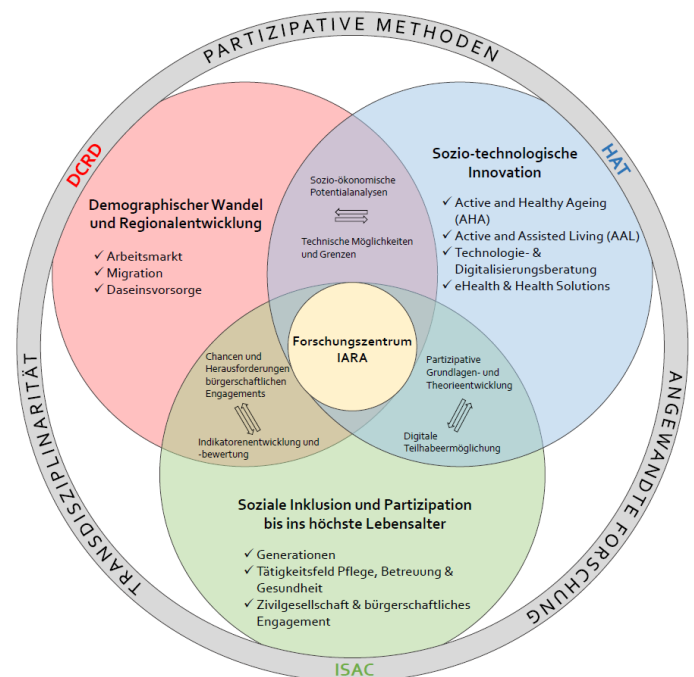 PARTIZIPATIVE METHODEN
DCRD
HAT
Demographischer Wandel
und Regionalentwicklung
✓ Arbeitsmarkt
✓ Migration
✓ Daseinsvorsorge
Sozio-ökonomische
Potentialanalysen
Technische Möglichkeiten
und Grenzen
Sozio-technologische
Innovation
✓ Active and Healthy Ageing
(AHA)
✓ Active and Assisted Living (AAL)
✓ Technologie- &
Digitalisierungsberatung
✓ eHealth & Health Solutions
Forschungszentrum
IARA
Chancen und
Herausforderungen
bürgerschaftlichen
Engagements
Indikatorenentwicklung und
-bewertung
Partizipative
Grundlagen- und
Theorieentwicklung
Digitale
Teilhabeermöglichung
Soziale Inklusion und Partizipation
bis ins höchste Lebensalter
✓ Generationen
✓ Tätigkeitsfeld Pflege, Betreuung &
Gesundheit
✓ Zivilgesellschaft & bürgerschaftliches
Engagement
TRANSDISZIPLINARITÄT
ANGEWANDTE FORSCHUNG
ISAC